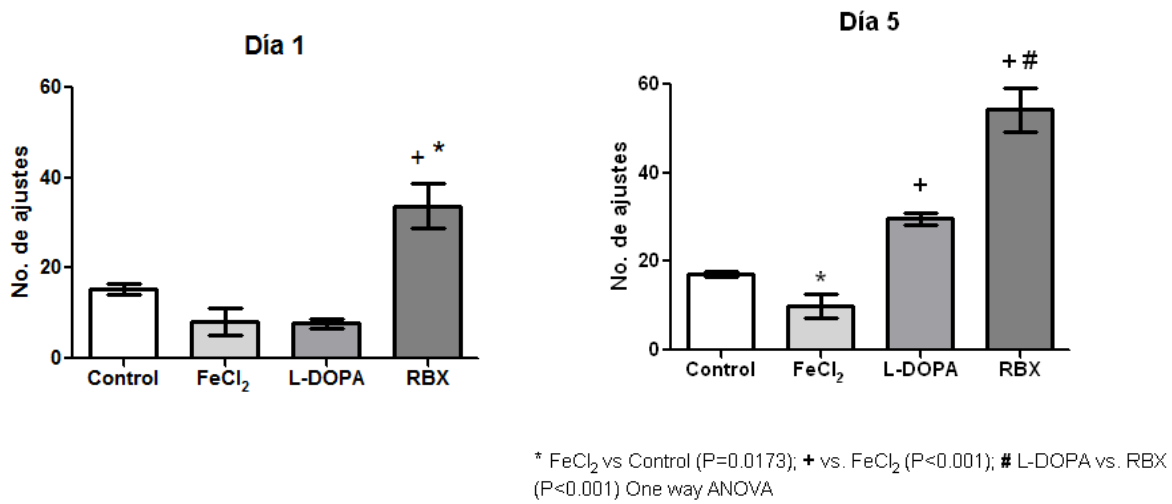 Día 1
No. de ajustes
60
40
20
0
+ *
Control FeCl₂ L-DOPA RBX
Día 5
No. de ajustes
60
40
20
0
*
+
+ #
Control FeCl₂ L-DOPA RBX
* FeCl₂ vs Control (P=0.0173); + vs. FeCl₂ (P<0.001); # L-DOPA vs. RBX
(P<0.001) One way ANOVA